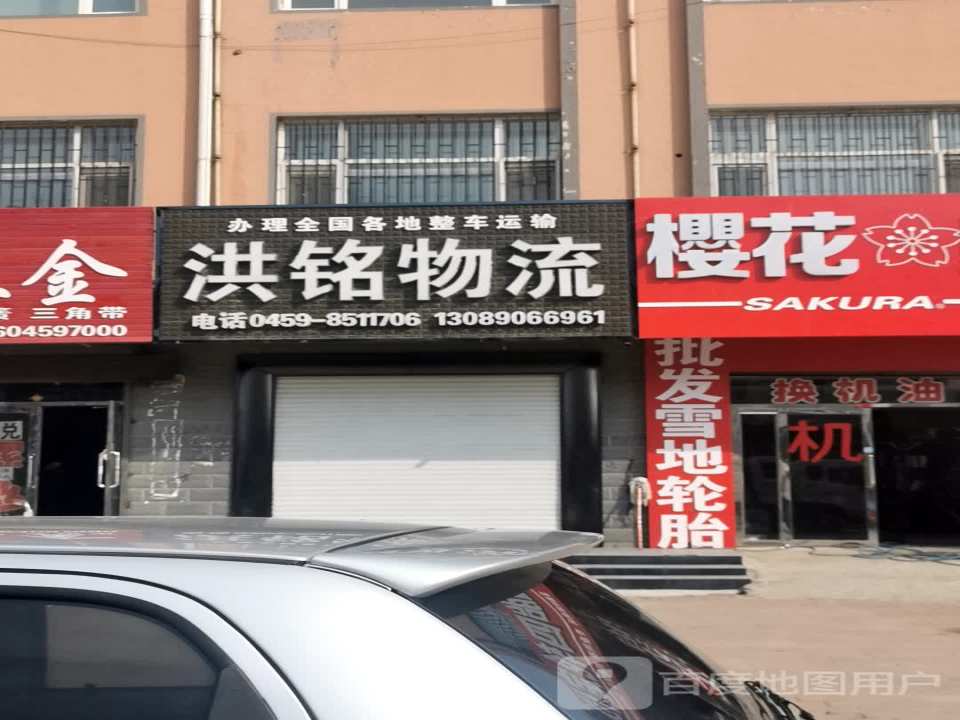 金
三角带
604597000
办理全国各地整车运输
洪铭物流
电话0459-8511706 13089066961
櫻花
SAKURA
批发雪地轮胎
换机油
机
兑
百度地图用户